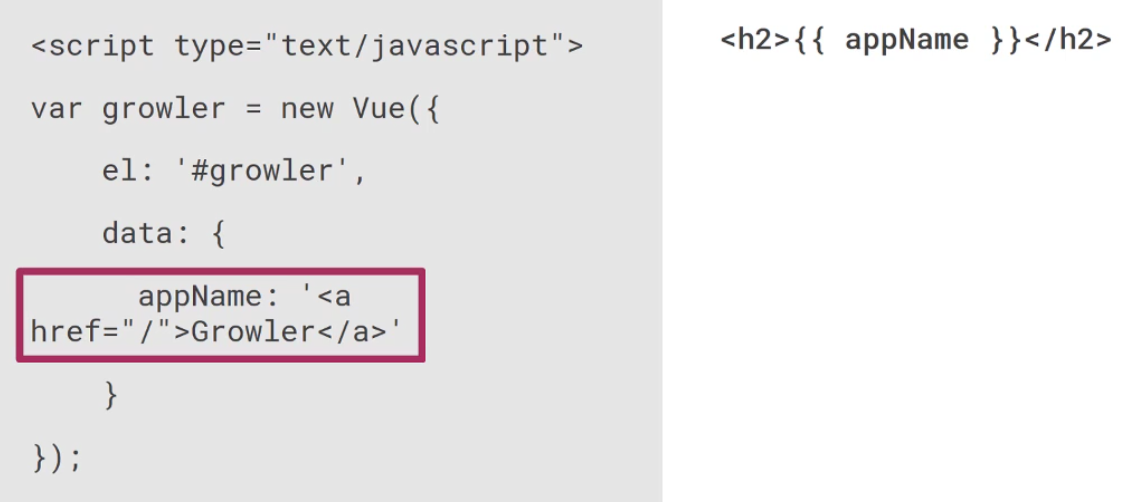 <script type="text/javascript">
var growler = new Vue({
el: '#growler',
data: {
appName: '<a
href="/">Growler</a>'
}
});
<h2>{{ appName }}</h2>